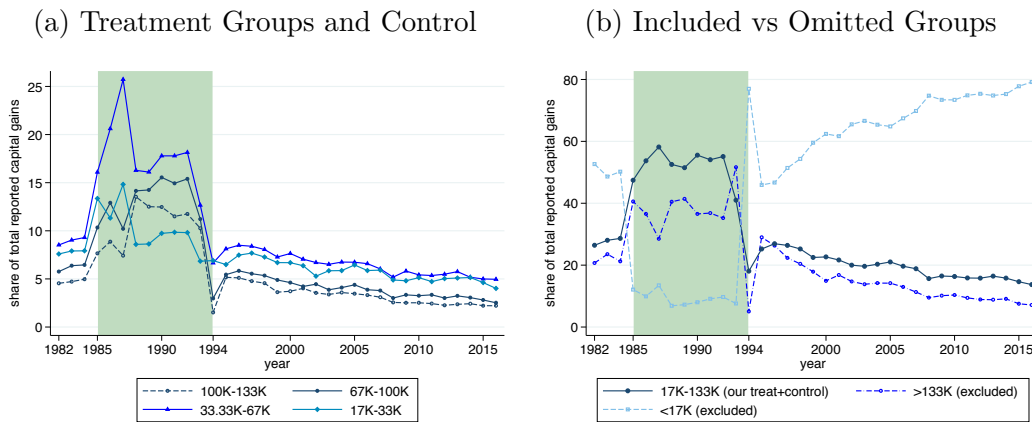 (a) Treatment Groups and Control
share of total reported capital gains
25
20
15
10
5
0
1982 1985 1990 1994 2000 2005 2010 2015
year
100K-133K 67K-100K
33.33K-67K 17K-33K
(b) Included vs Omitted Groups
share of total reported capital gains
80
60
40
20
0
1982 1985 1990 1994 2000 2005 2010 2015
year
17K-133K (our treat+control) >133K (excluded)
<17K (excluded)